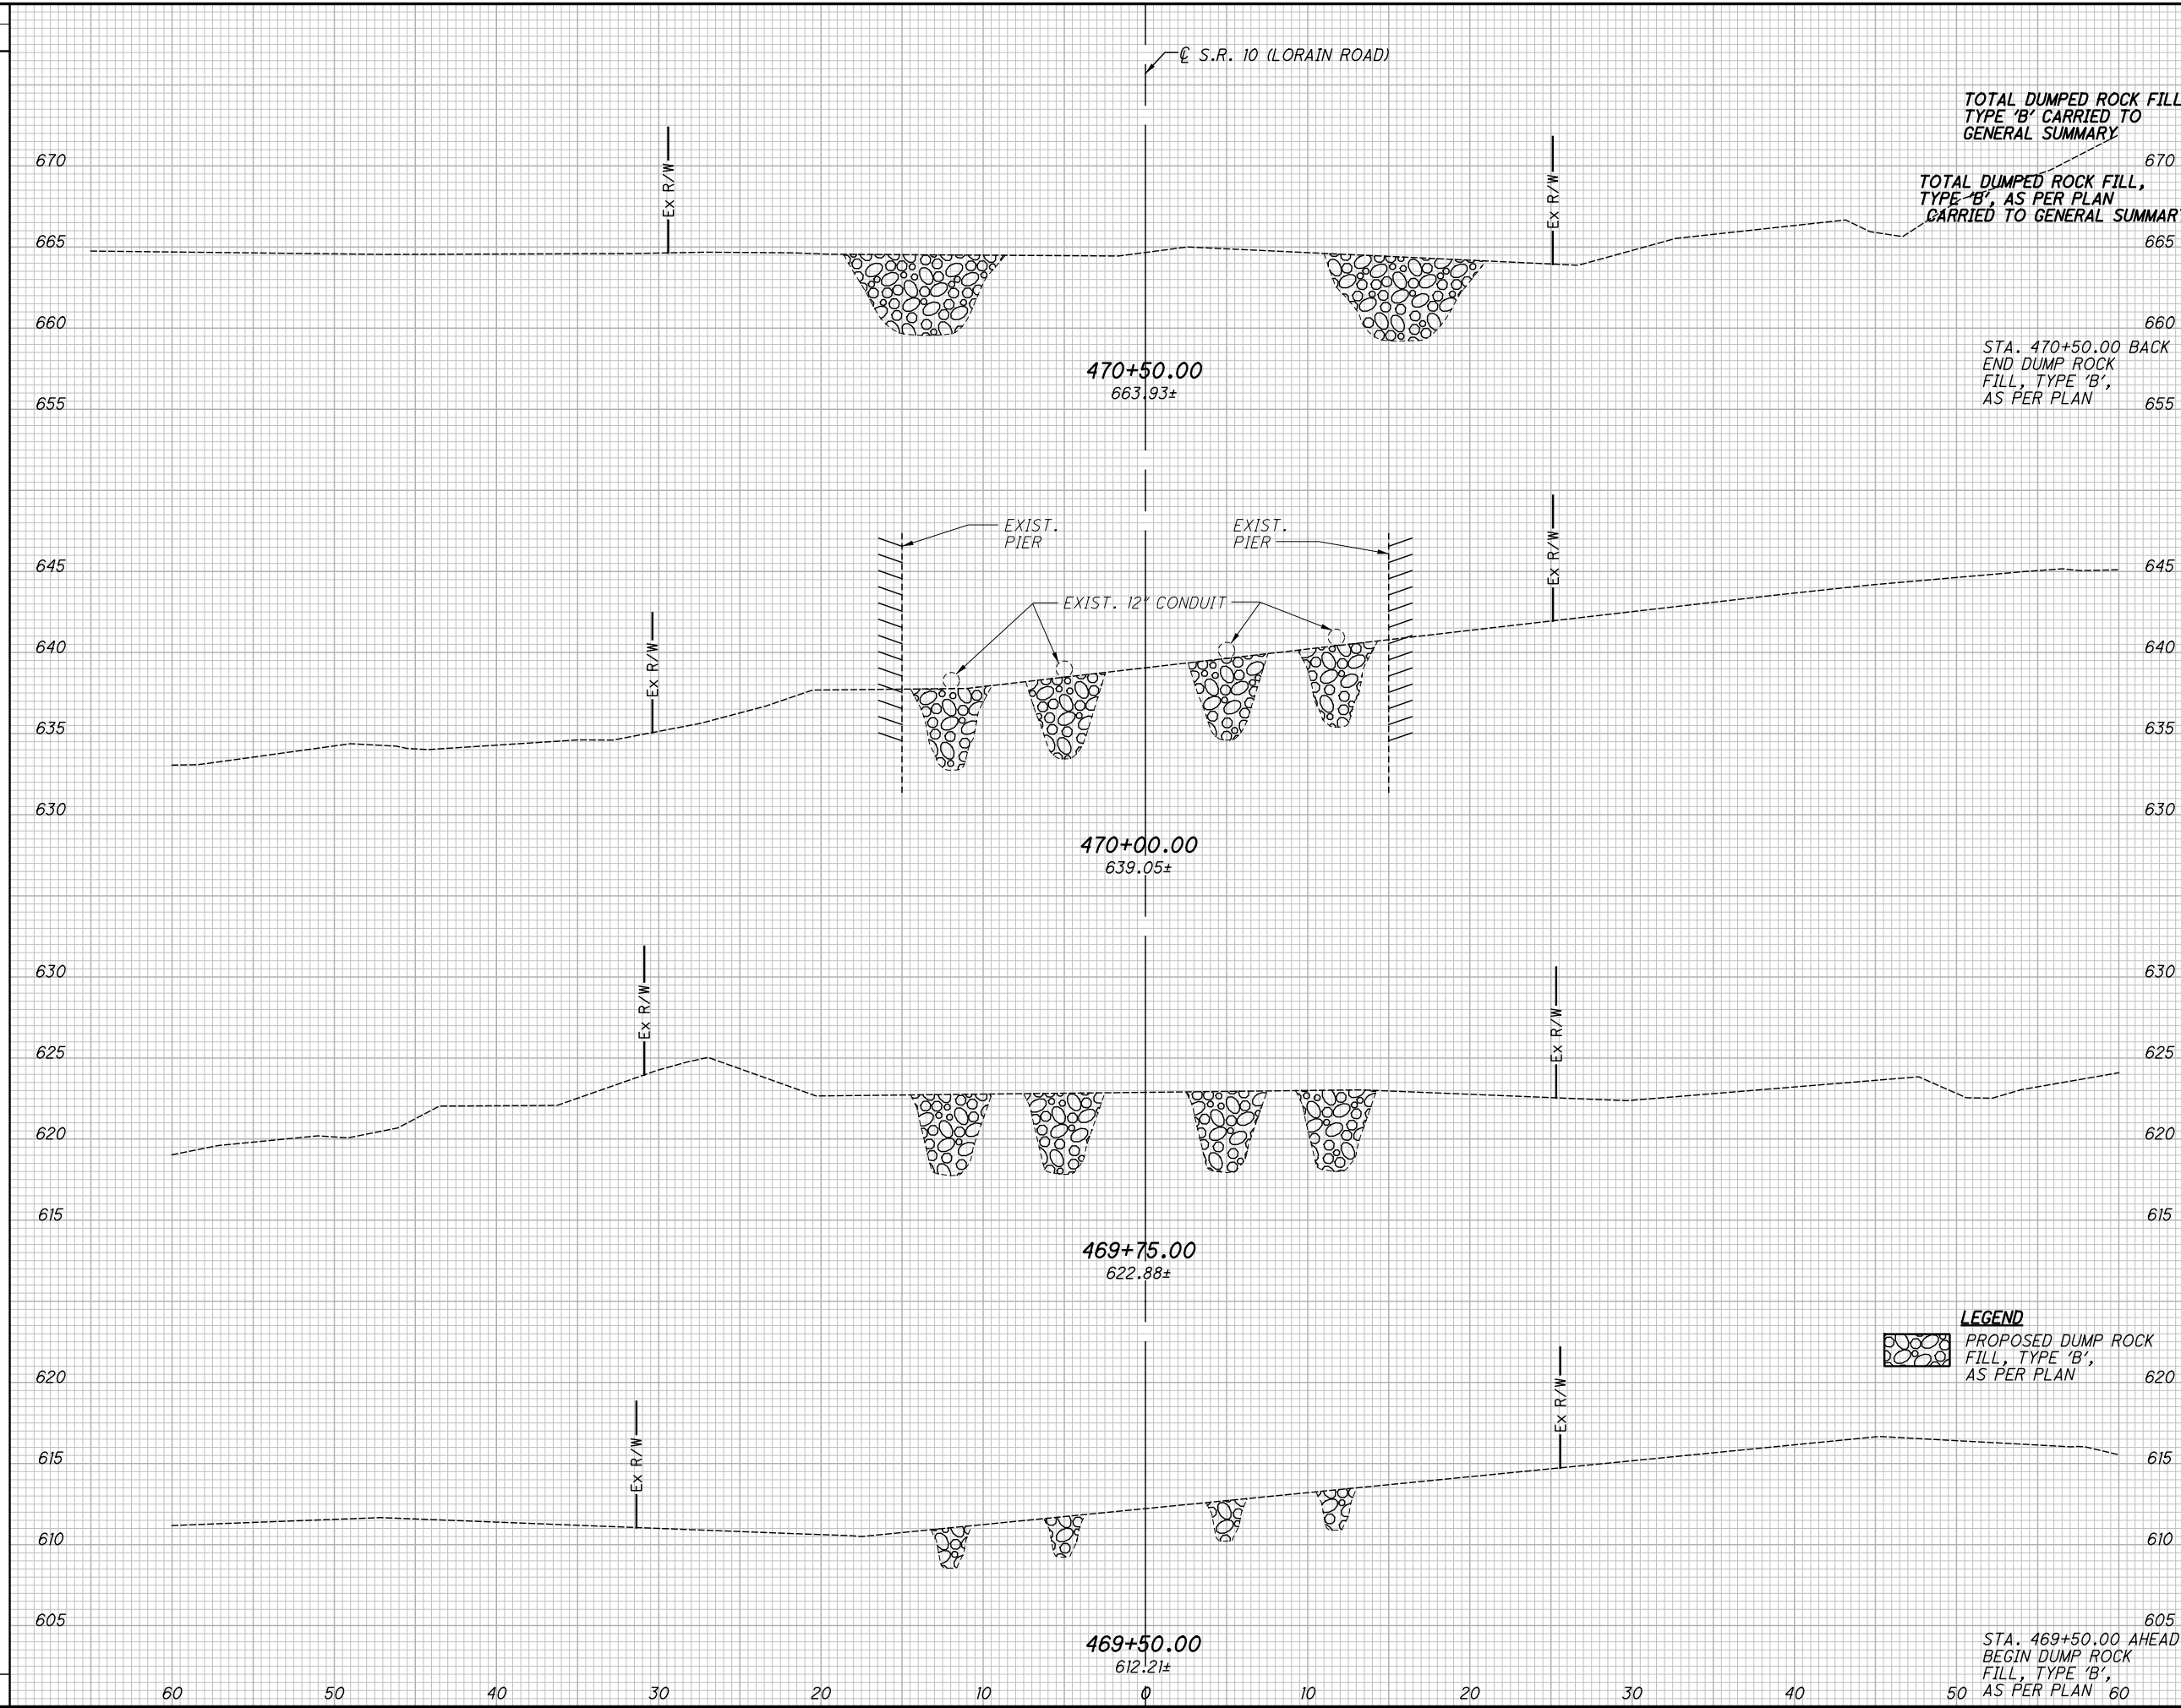 ℄ S.R. 10 (LORAIN ROAD)
TOTAL DUMPED ROCK FILL
TYPE 'B' CARRIED TO
GENERAL SUMMARY
TOTAL DUMPED ROCK FILL,
TYPE 'B', AS PER PLAN
CARRIED TO GENERAL SUMMAR
670
670
Ex R/W
Ex R/W
665
665
660
660
655
655
470+50.00
663.93±
STA. 470+50.00 BACK
END DUMP ROCK
FILL, TYPE 'B',
AS PER PLAN
EXIST.
PIER
EXIST.
PIER
EXIST. 12" CONDUIT
Ex R/W
Ex R/W
645
645
640
640
635
635
630
630
470+00.00
639.05±
630
630
Ex R/W
Ex R/W
625
625
620
620
615
615
469+75.00
622.88±
LEGEND
PROPOSED DUMP ROCK
FILL, TYPE 'B',
AS PER PLAN
620
620
Ex R/W
Ex R/W
615
615
610
610
605
605
469+50.00
612.21±
STA. 469+50.00 AHEAD
BEGIN DUMP ROCK
FILL, TYPE 'B',
AS PER PLAN
60 50 40 30 20 10 0 10 20 30 40 50 60